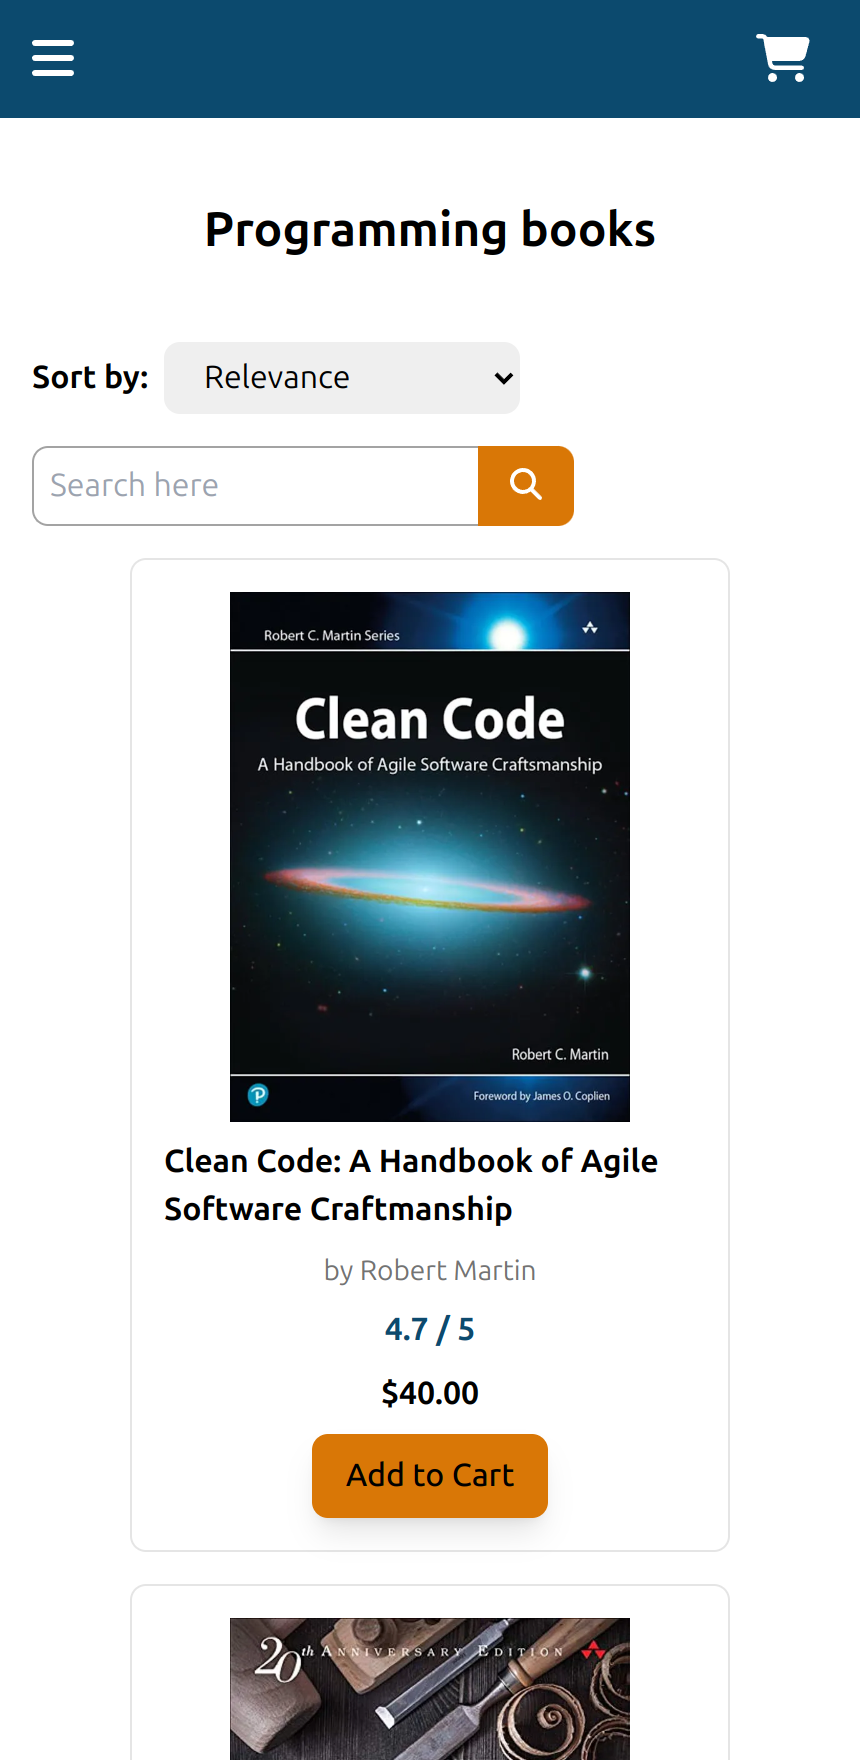 Programming books
Sort by: Relevance
Search here
Robert C. Martin Series
Clean Code
A Handbook of Agile Software Craftsmanship
Robert C. Martin
P
Foreword by James O. Coplien
Clean Code: A Handbook of Agile
Software Craftmanship
by Robert Martin
4.7 / 5
$40.00
Add to Cart
20th ANNIVERSARY EDITION